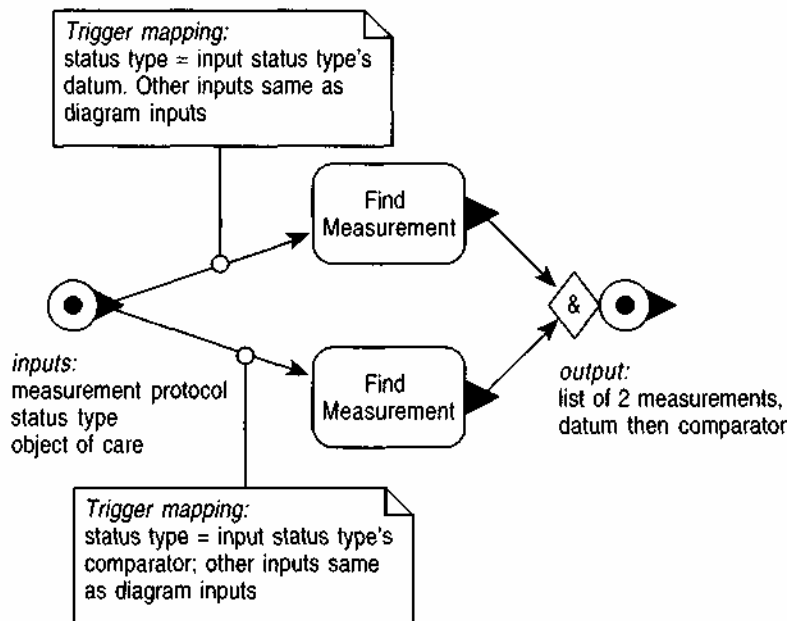 Trigger mapping:
status type = input status type's
datum. Other inputs same as
diagram inputs
Find
Measurement
&
inputs:
measurement protocol
status type
object of care
Find
Measurement
output:
list of 2 measurements,
datum then comparator
Trigger mapping:
status type = input status type's
comparator; other inputs same
as diagram inputs